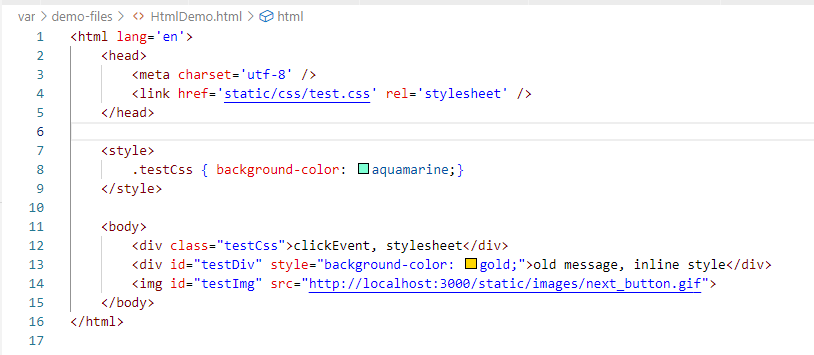 var > demo-files > <> HtmlDemo.html > html
1 <html lang='en'>
2     <head>
3         <meta charset='utf-8' />
4         <link href='static/css/test.css' rel='stylesheet' />
5     </head>
6
7     <style>
8         .testCss { background-color: aquamarine;}
9     </style>
10
11     <body>
12         <div class="testCss">clickEvent, stylesheet</div>
13         <div id="testDiv" style="background-color: gold;">old message, inline style</div>
14         <img id="testImg" src="http://localhost:3000/static/images/next_button.gif">
15     </body>
16 </html>
17